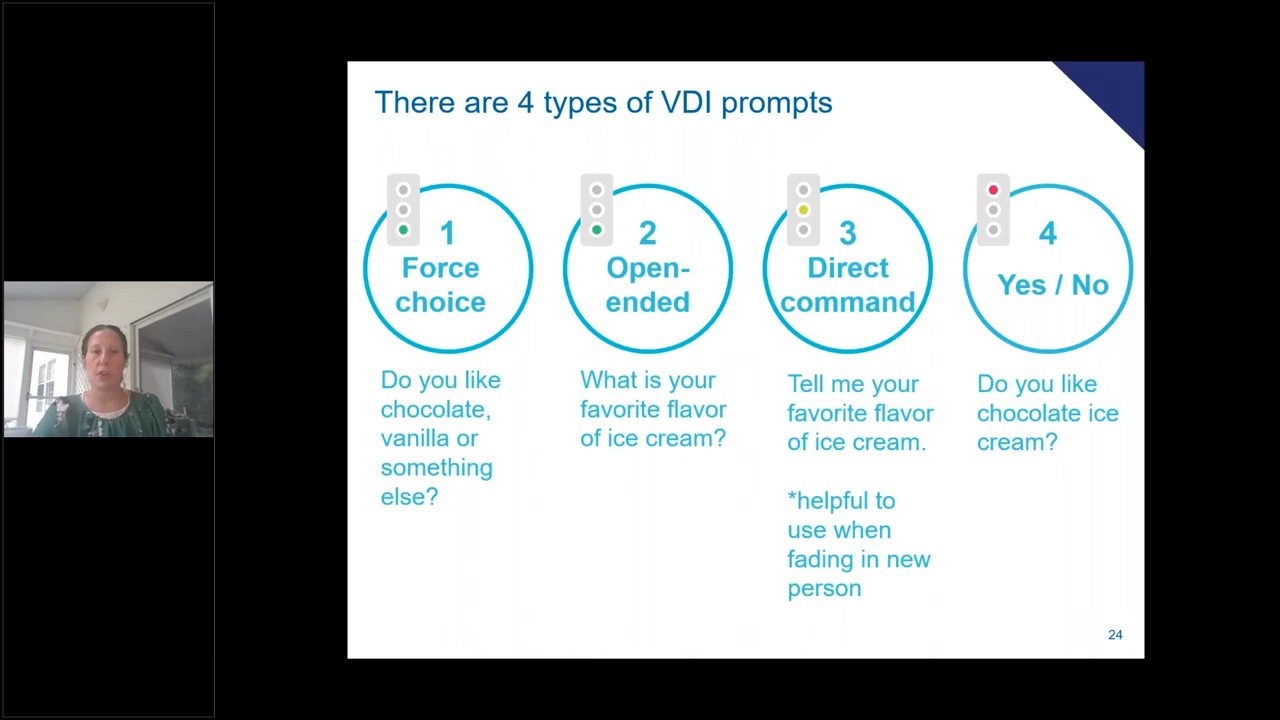 There are 4 types of VDI prompts
1
Force
choice
Do you like
chocolate,
vanilla or
something
else?
2
Open-
ended
What is your
favorite flavor
of ice cream?
3
Direct
command
Tell me your
favorite flavor
of ice cream.
*helpful to
use when
fading in new
person
4
Yes / No
Do you like
chocolate ice
cream?
24